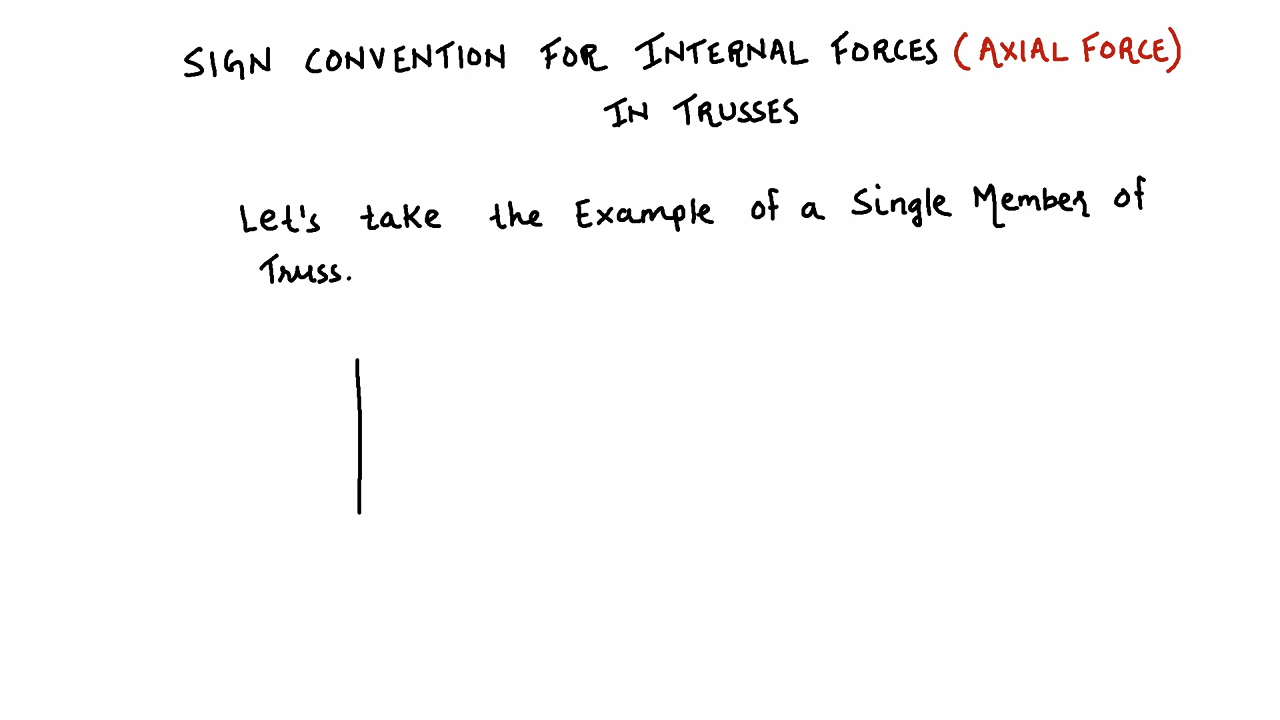 SIGN CONVENTION FOR INTERNAL FORCES (AXIAL FORCE)
IN TRUSSES
Let's take the Example of a Single Member of
Truss.